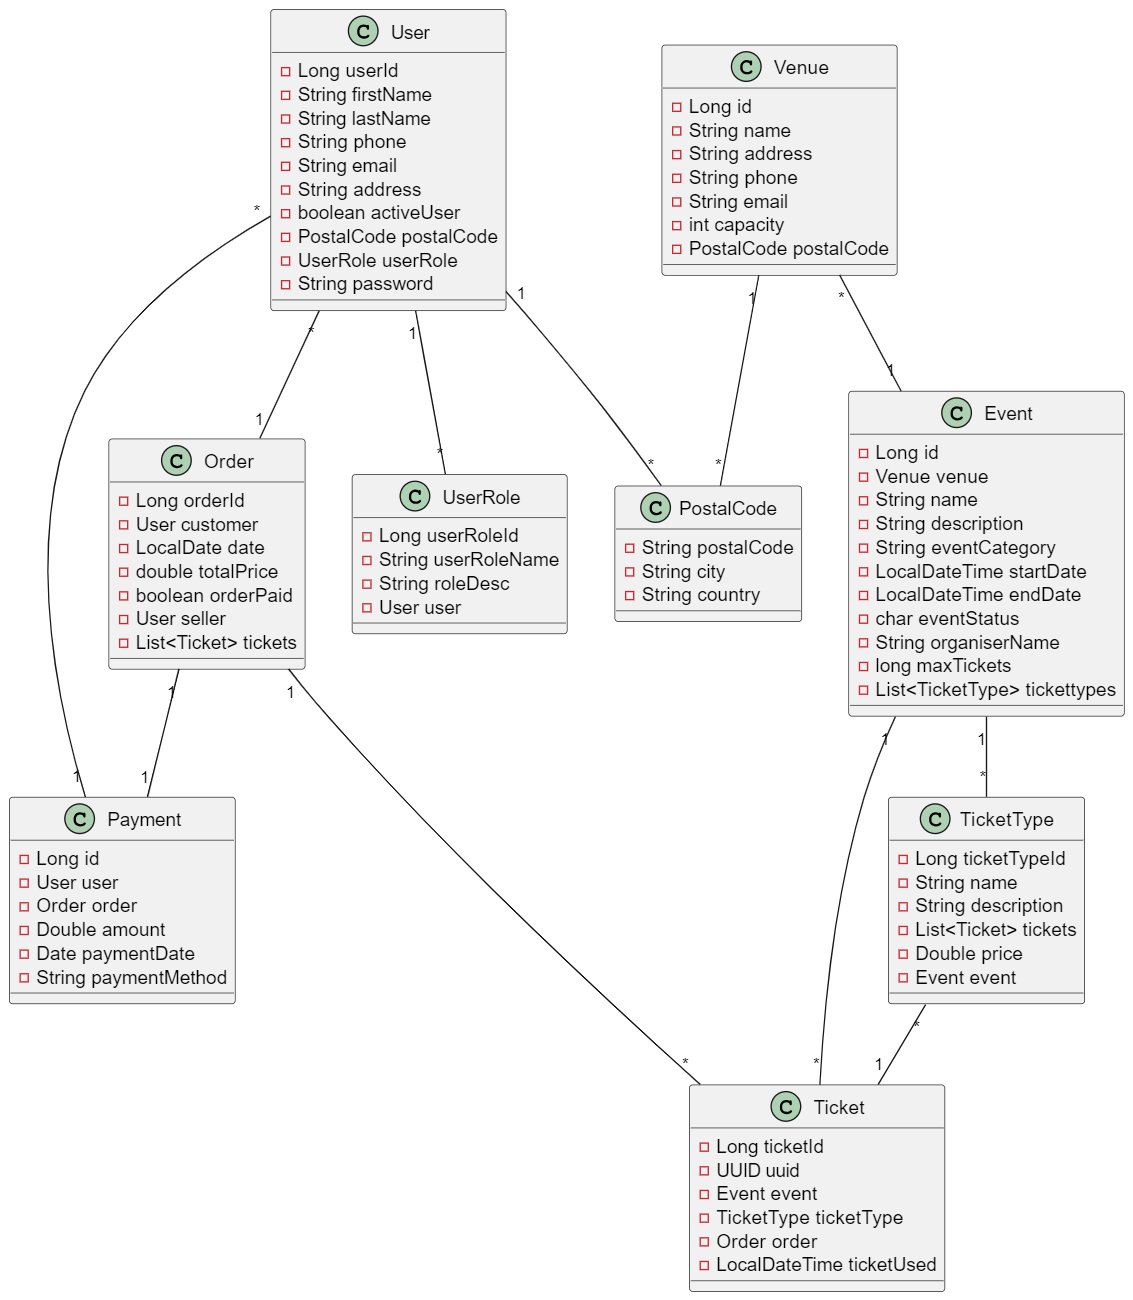 C User
Long userId
String firstName
String lastName
String phone
String email
String address
boolean activeUser
PostalCode postalCode
UserRole userRole
String password
C Venue
Long id
String name
String address
String phone
String email
int capacity
PostalCode postalCode
*
1
*
1
1
*
1
*
1
*
*
1
C Order
Long orderId
User customer
LocalDate date
double totalPrice
boolean orderPaid
User seller
List<Ticket> tickets
C UserRole
Long userRoleId
String userRoleName
String roleDesc
User user
C PostalCode
String postalCode
String city
String country
C Event
Long id
Venue venue
String name
String description
String eventCategory
LocalDateTime startDate
LocalDateTime endDate
char eventStatus
String organiserName
long maxTickets
List<TicketType> tickettypes
1
1
1
*
1
*
1
*
C Payment
Long id
User user
Order order
Double amount
Date paymentDate
String paymentMethod
C TicketType
Long ticketTypeId
String name
String description
List<Ticket> tickets
Double price
Event event
*
1
C Ticket
Long ticketId
UUID uuid
Event event
TicketType ticketType
Order order
LocalDateTime ticketUsed